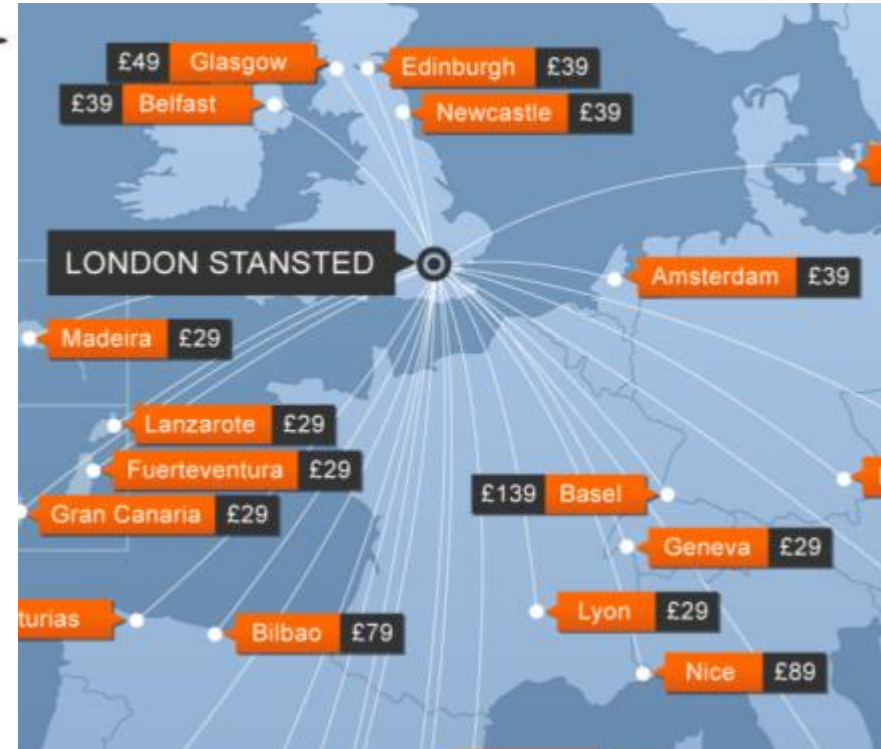 £49 Glasgow
Edinburgh £39
£39 Belfast
Newcastle £39
LONDON STANSTED
Amsterdam £39
Madeira £29
Lanzarote £29
Fuerteventura £29
£139 Basel
Gran Canaria £29
Geneva £29
turias
Lyon £29
Bilbao £79
Nice £89